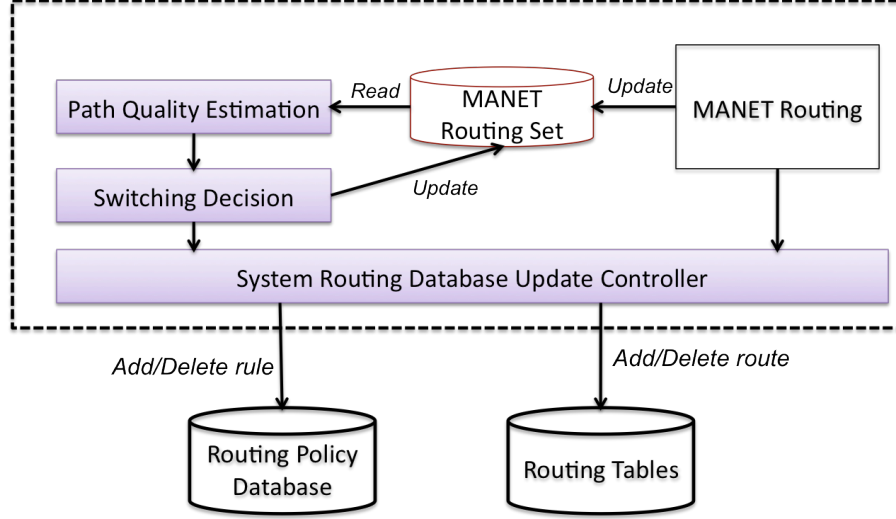 Path Quality Estimation
Read
MANET
Routing Set
Update
MANET Routing
Switching Decision
Update
System Routing Database Update Controller
Add/Delete rule
Add/Delete route
Routing Policy
Database
Routing Tables